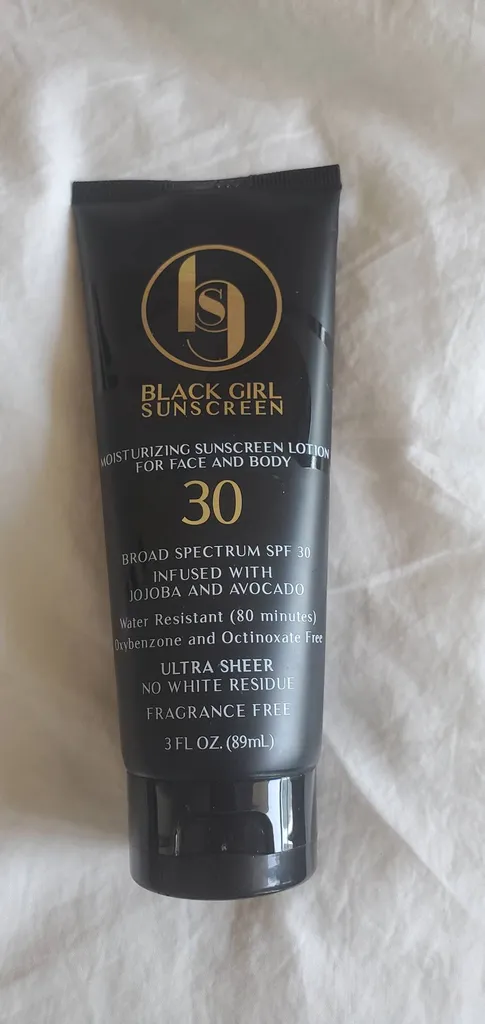 bsg
BLACK GIRL
SUNSCREEN
MOISTURIZING SUNSCREEN LOTION
FOR FACE AND BODY
30
BROAD SPECTRUM SPF 30
INFUSED WITH
JOJOBA AND AVOCADO
Water Resistant (80 minutes)
Oxybenzone and Octinoxate Free
ULTRA SHEER
NO WHITE RESIDUE
FRAGRANCE FREE
3 FL OZ. (89mL)